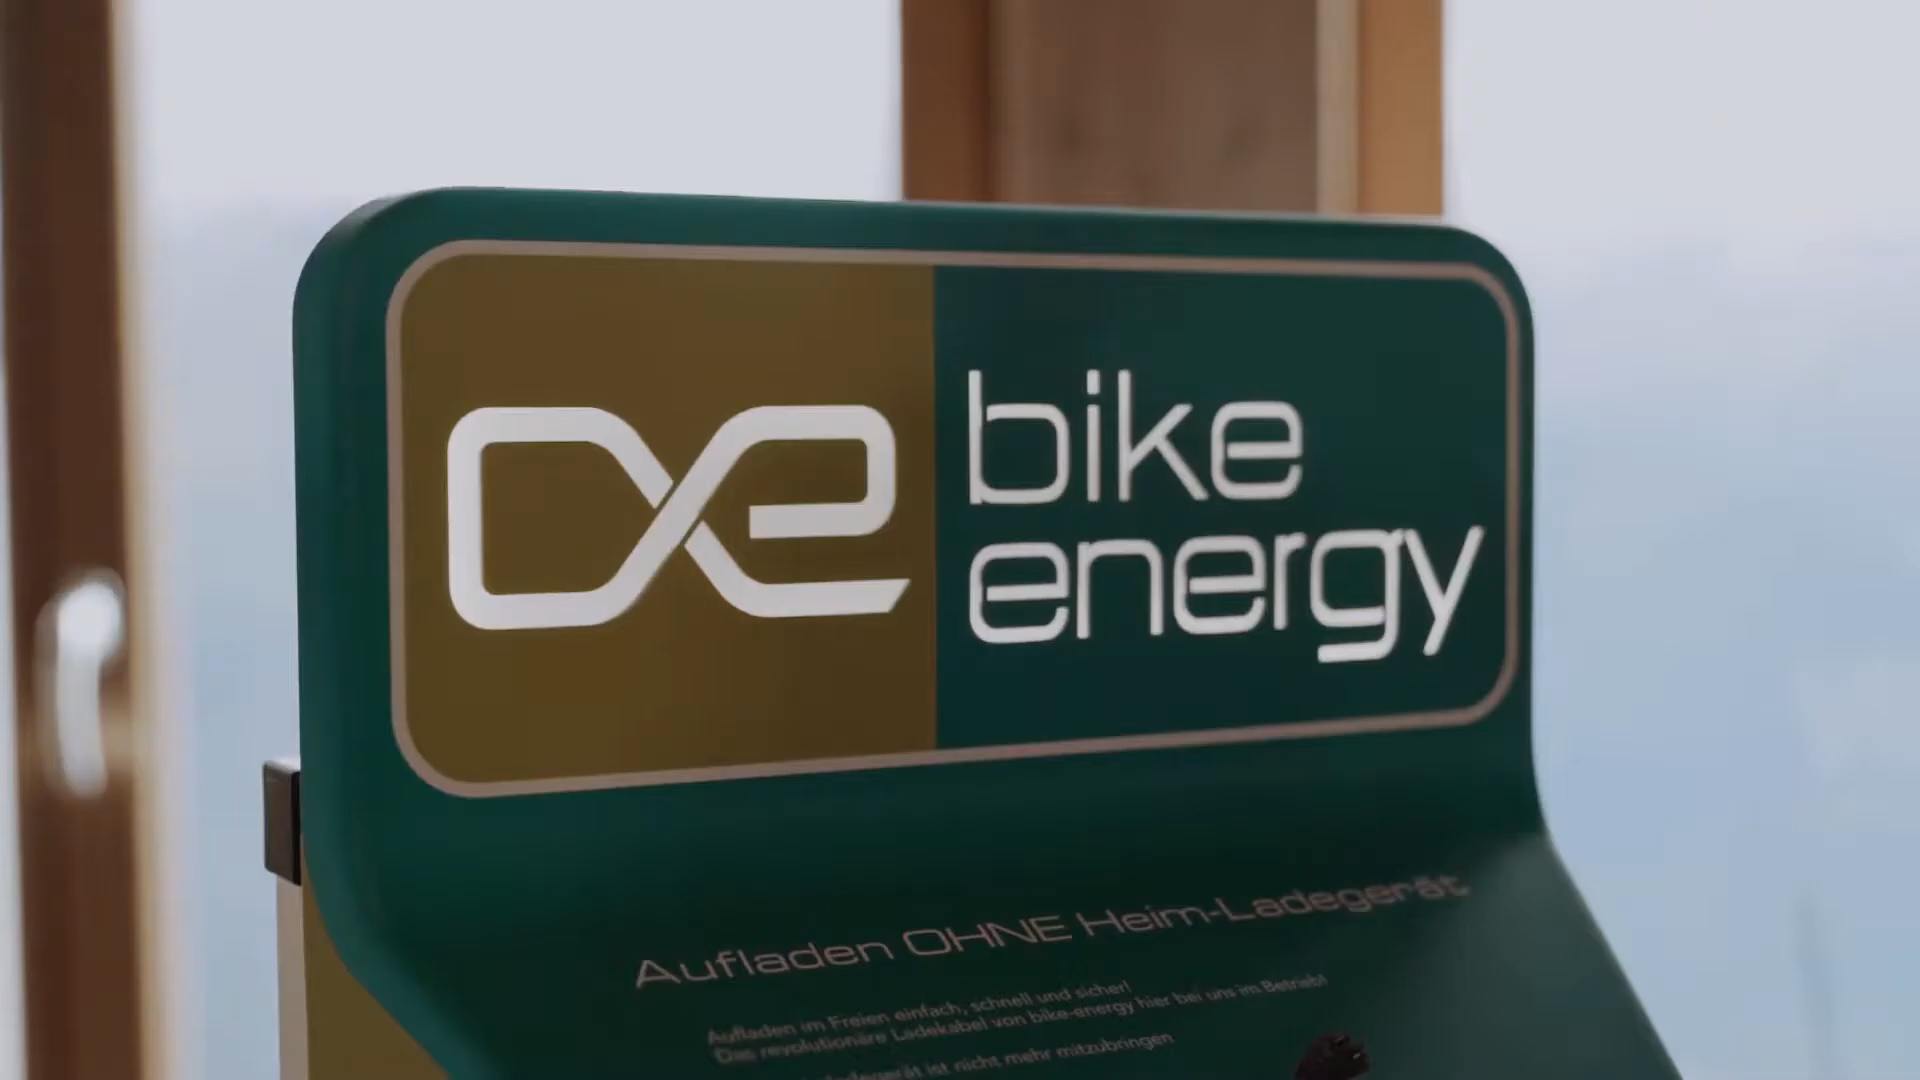 bike
energy
Aufladen OHNE Heim-Ladegerät
Aufladen im Freien einfach, schnell und sicher!
Das revolutionäre Ladekabel von bike-energy hier bei uns im Betrieb!
ist nicht mehr mitzubringen